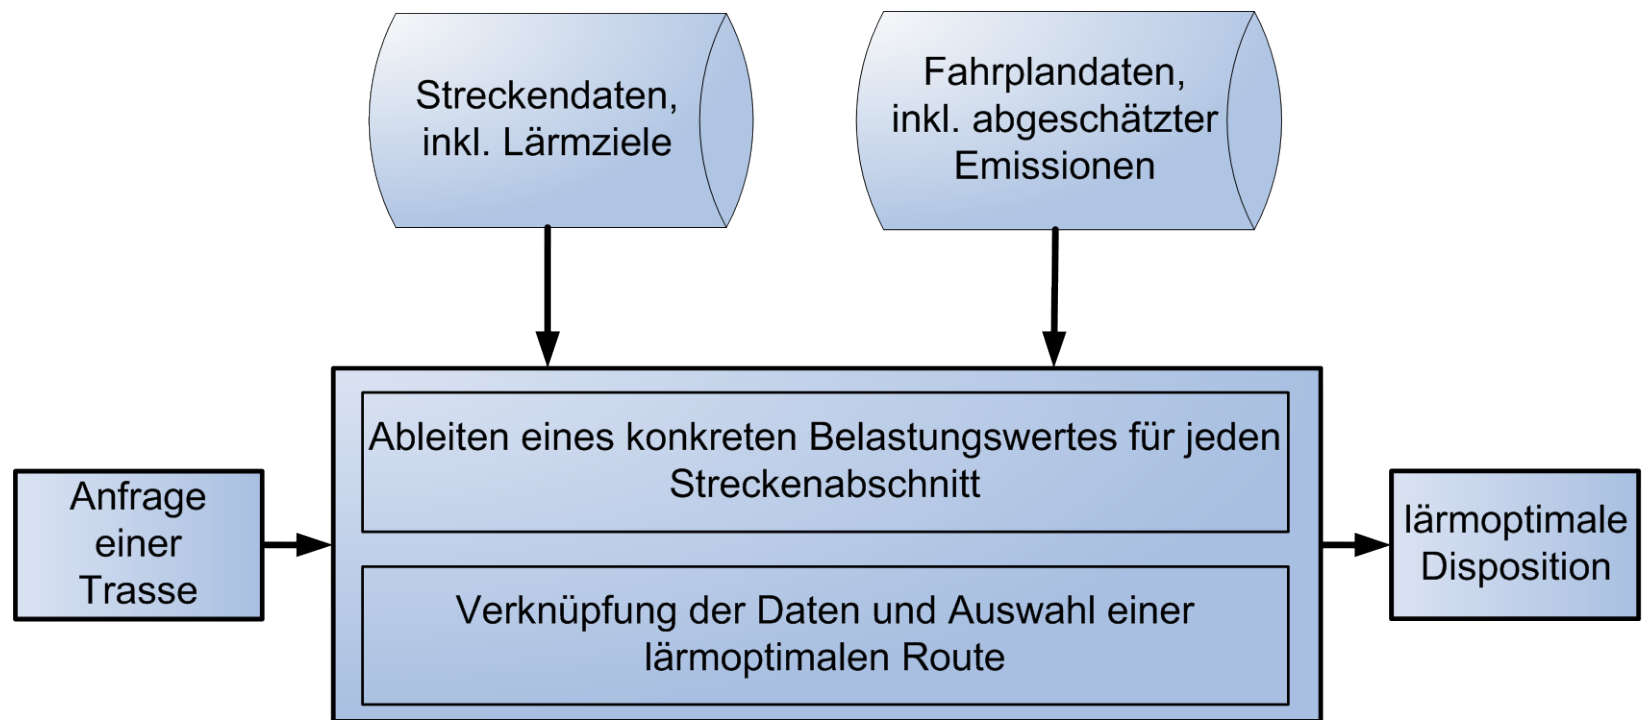 Streckendaten,
inkl. Lärmziele
Fahrplandaten,
inkl. abgeschätzter
Emissionen
Anfrage
einer
Trasse
Ableiten eines konkreten Belastungswertes für jeden
Streckenabschnitt
Verknüpfung der Daten und Auswahl einer
lärmoptimalen Route
lärmoptimale
Disposition